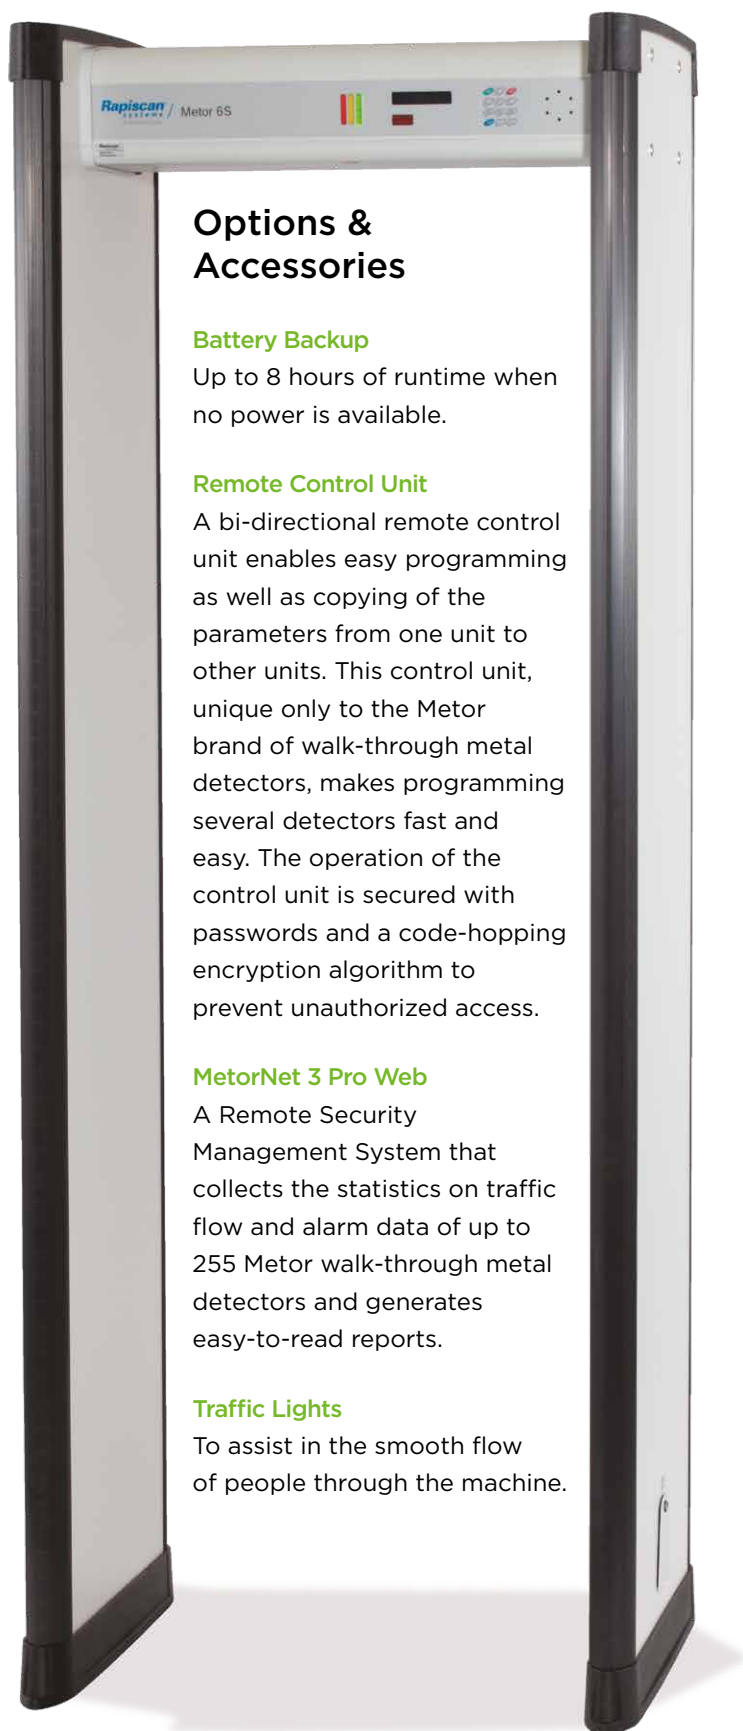 Rapiscan
systems / Metor 6S
Options &
Accessories
Battery Backup
Up to 8 hours of runtime when
no power is available.
Remote Control Unit
A bi-directional remote control
unit enables easy programming
as well as copying of the
parameters from one unit to
other units. This control unit,
unique only to the Metor
brand of walk-through metal
detectors, makes programming
several detectors fast and
easy. The operation of the
control unit is secured with
passwords and a code-hopping
encryption algorithm to
prevent unauthorized access.
MetorNet 3 Pro Web
A Remote Security
Management System that
collects the statistics on traffic
flow and alarm data of up to
255 Metor walk-through metal
detectors and generates
easy-to-read reports.
Traffic Lights
To assist in the smooth flow
of people through the machine.